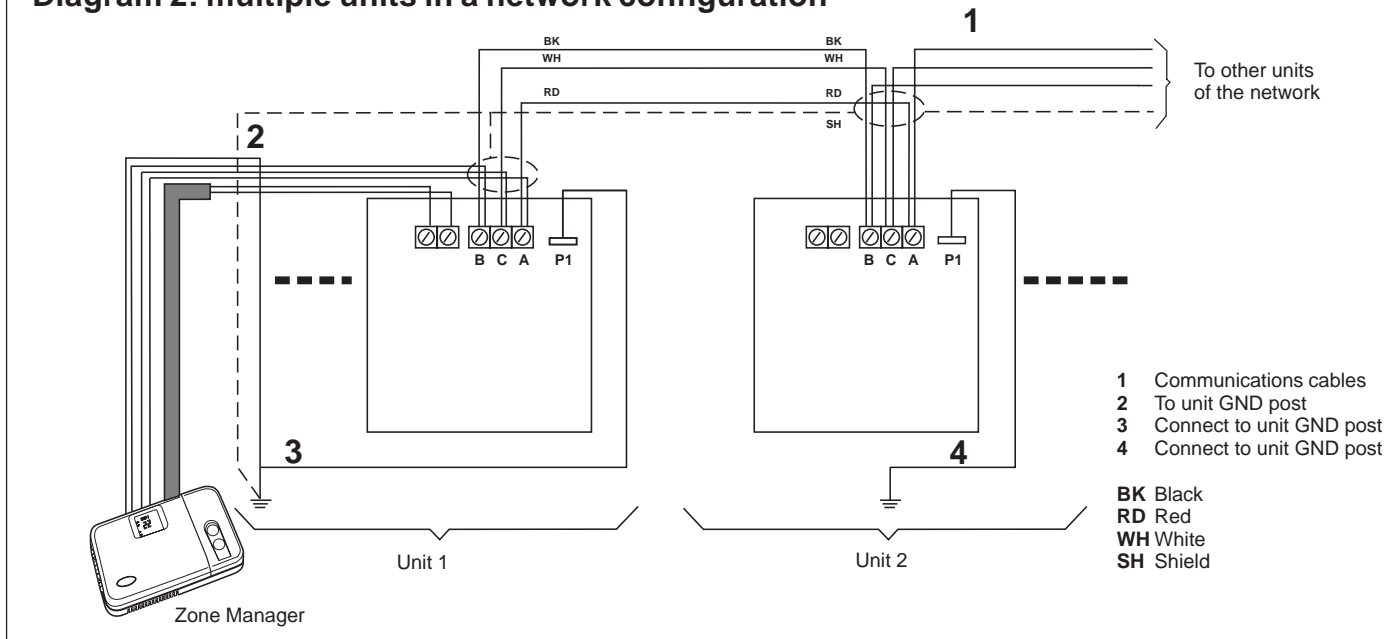 Diagram 2: multiple units in a network configuration
1
BK BK
WH WH
To other units
of the network
RD RD
SH
2
B C A P1
B C A P1
1 Communications cables
2 To unit GND post
3 Connect to unit GND post
4 Connect to unit GND post
3
4
BK Black
RD Red
WH White
SH Shield
Unit 1
Unit 2
Zone Manager